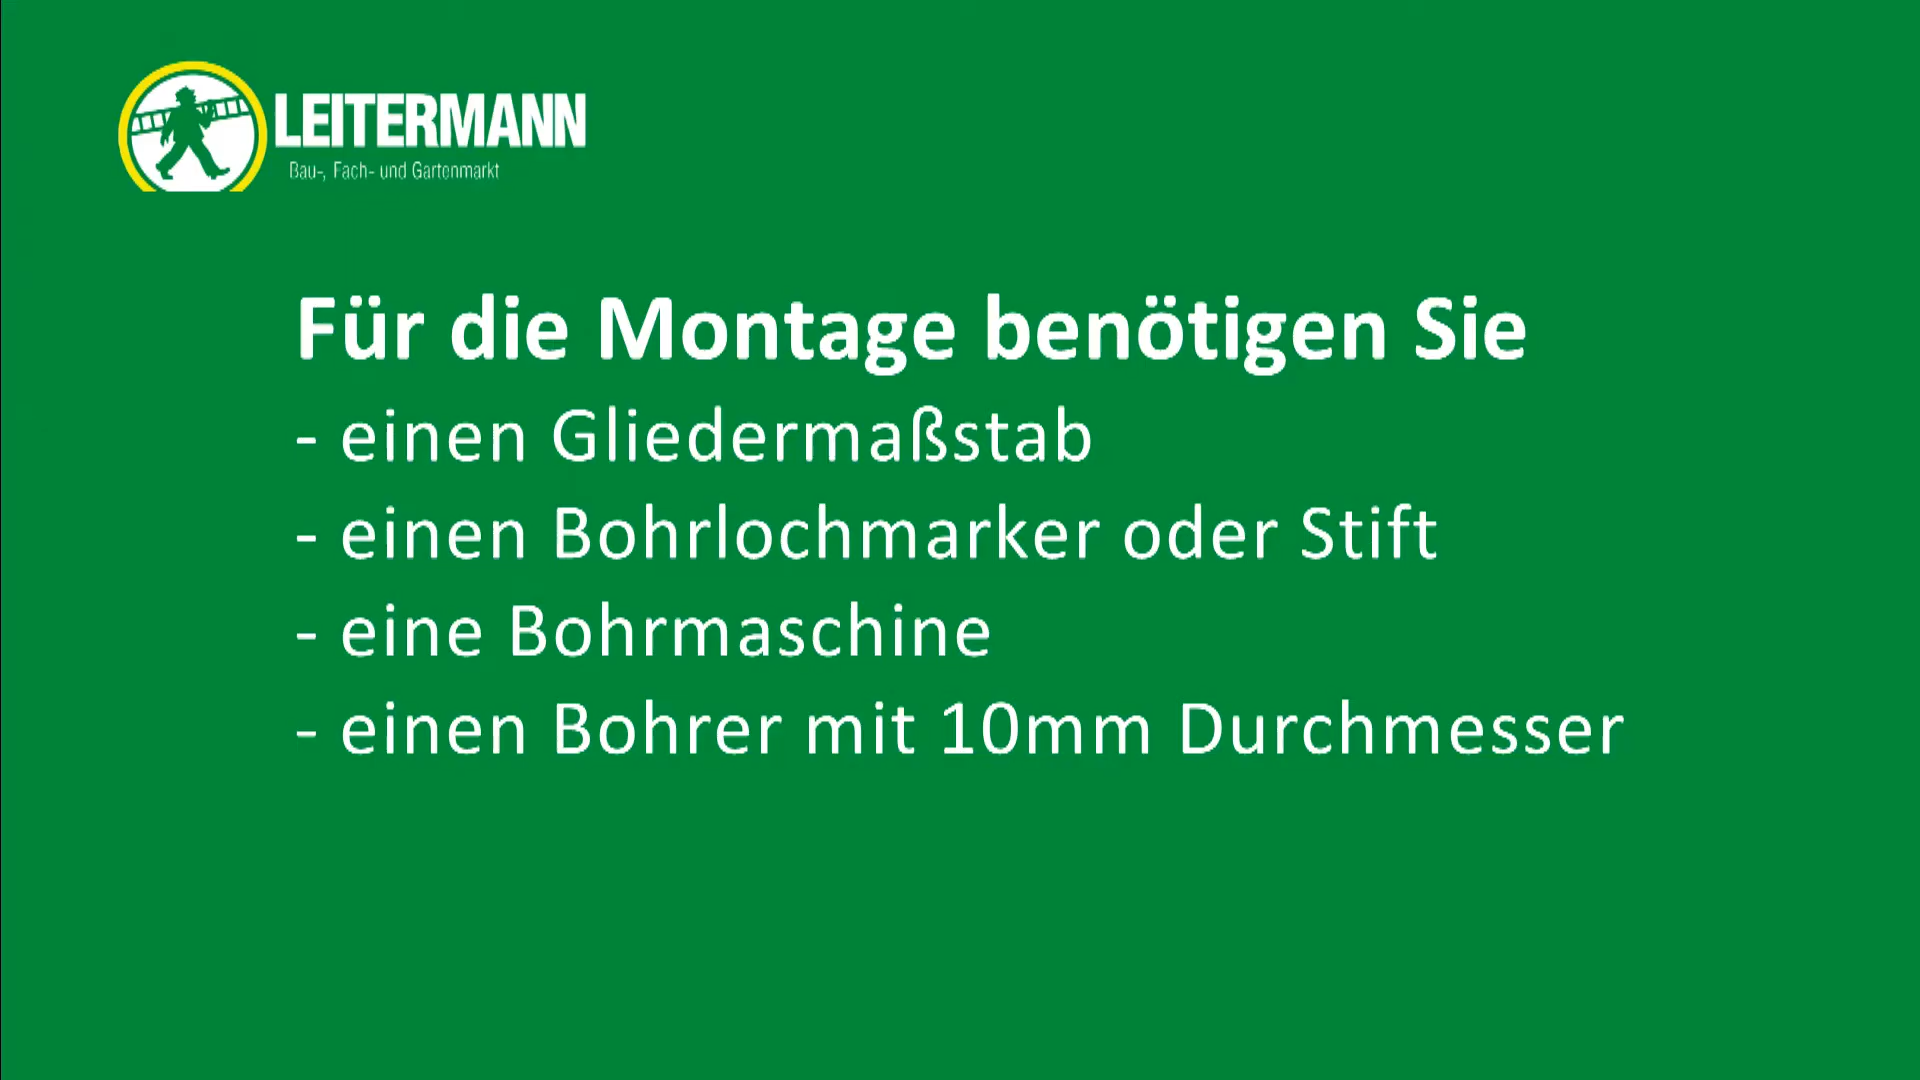 LEITERMANN
Bau-, Fach- und Gartenmarkt
Für die Montage benötigen Sie
- einen Gliedermaßstab
- einen Bohrlochmarker oder Stift
- eine Bohrmaschine
- einen Bohrer mit 10mm Durchmesser